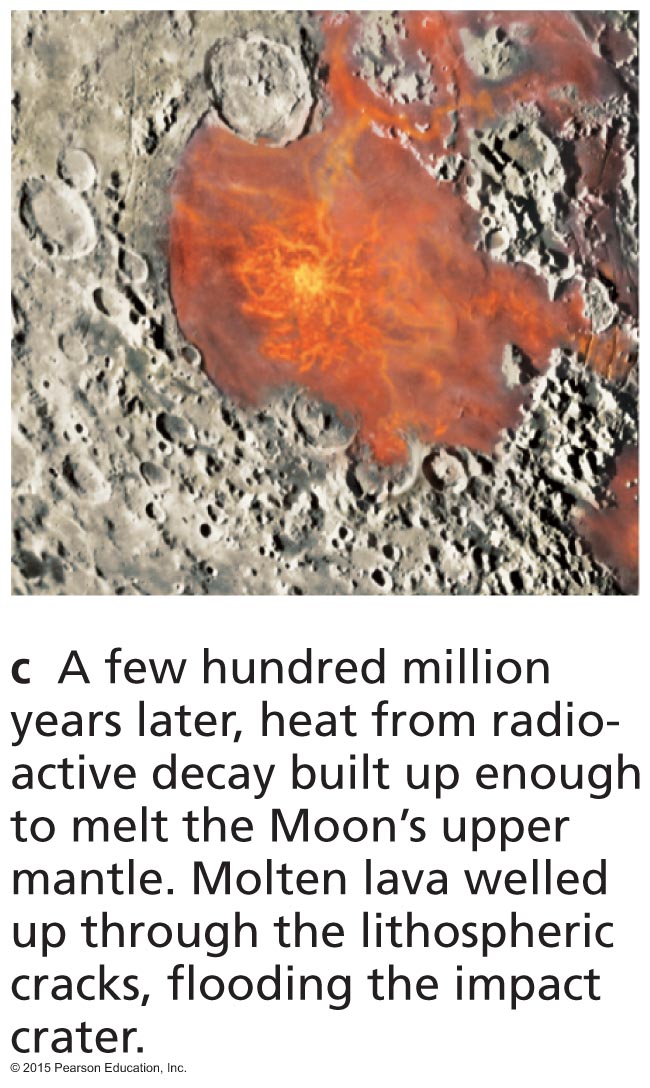 c A few hundred million
years later, heat from radio-
active decay built up enough
to melt the Moon’s upper
mantle. Molten lava welled
up through the lithospheric
cracks, flooding the impact
crater.
© 2015 Pearson Education, Inc.